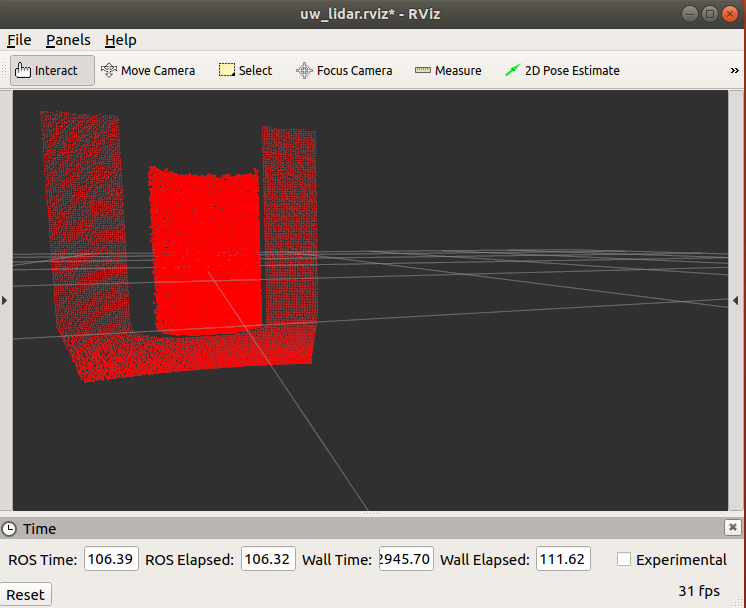 uw_lidar.rviz* - RViz
File Panels Help
Interact Move Camera Select Focus Camera Measure 2D Pose Estimate »
Time
ROS Time: 106.39 ROS Elapsed: 106.32 Wall Time: 2945.70 Wall Elapsed: 111.62 Experimental
Reset 31 fps